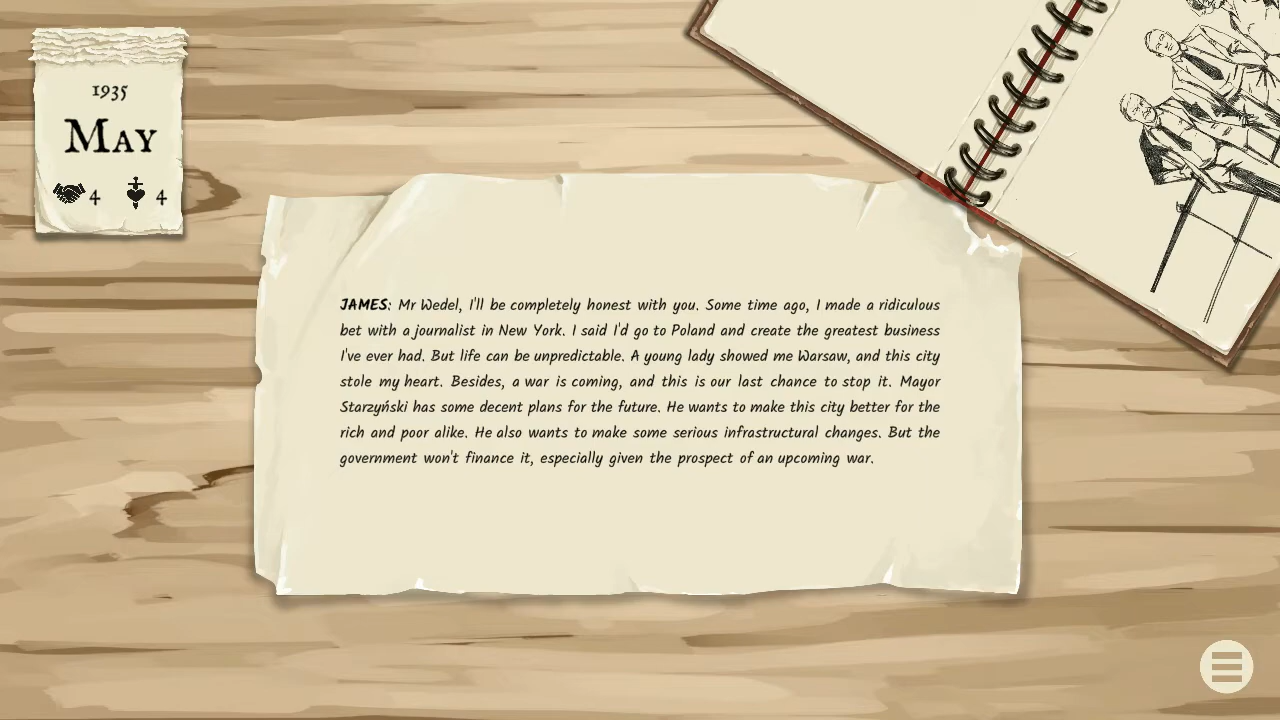 1935
May
4 4
JAMES: Mr Wedel, I'll be completely honest with you. Some time ago, I made a ridiculous
bet with a journalist in New York. I said I'd go to Poland and create the greatest business
I've ever had. But life can be unpredictable. A young lady showed me Warsaw, and this city
stole my heart. Besides, a war is coming, and this is our last chance to stop it. Mayor
Starzyński has some decent plans for the future. He wants to make this city better for the
rich and poor alike. He also wants to make some serious infrastructural changes. But the
government won't finance it, especially given the prospect of an upcoming war.